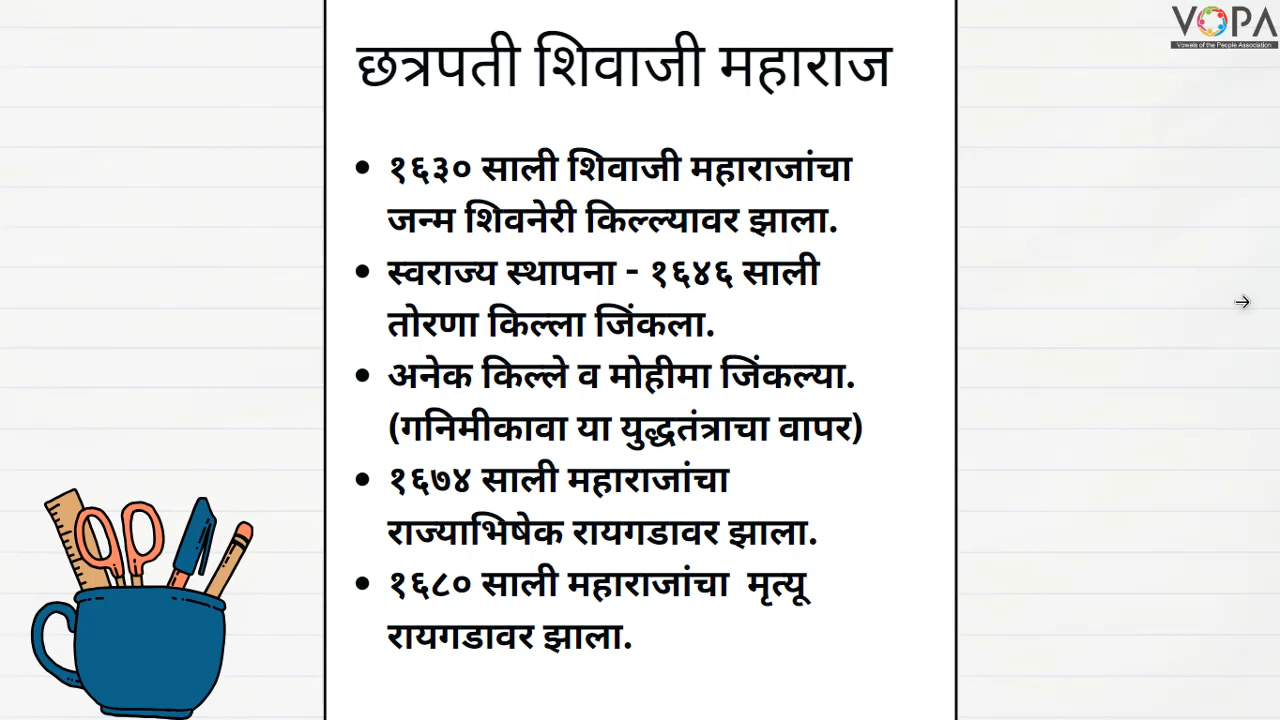 VOPA
Vowels of the People Association
छत्रपती शिवाजी महाराज
• १६३० साली शिवाजी महाराजांचा
जन्म शिवनेरी किल्ल्यावर झाला.
• स्वराज्य स्थापना - १६४६ साली
तोरणा किल्ला जिंकला.
• अनेक किल्ले व मोहीमा जिंकल्या.
(गनिमीकावा या युद्धतंत्राचा वापर)
• १६७४ साली महाराजांचा
राज्याभिषेक रायगडावर झाला.
• १६८० साली महाराजांचा  मृत्यू
रायगडावर झाला.